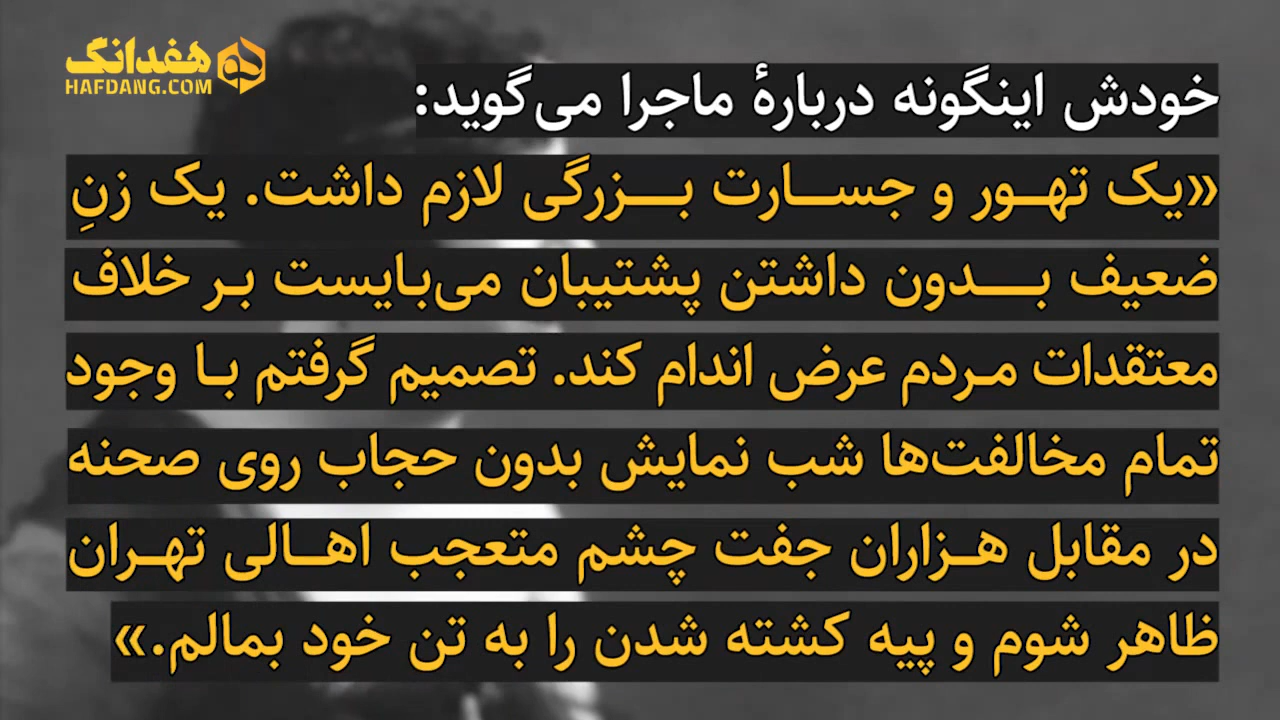 هفدانگ
HAFDANG.COM
خودش اینگونه دربارهٔ ماجرا می‌گوید:
«یک تهور و جسارت بزرگی لازم داشت. یک زنِ
ضعیف بدون داشتن پشتیبان می‌بایست بر خلاف
معتقدات مردم عرض اندام کند. تصمیم گرفتم با وجود
تمام مخالفت‌ها شب نمایش بدون حجاب روی صحنه
در مقابل هزاران جفت چشم متعجب اهالی تهران
ظاهر شوم و پیه کشته شدن را به تن خود بمالم.»